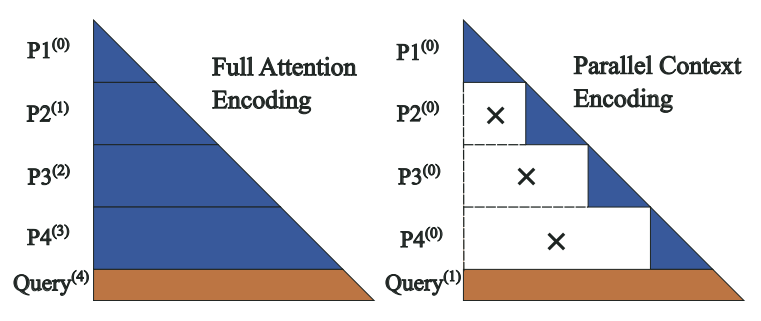 P1⁽⁰⁾
P2⁽¹⁾
P3⁽²⁾
P4⁽³⁾
Query⁽⁴⁾
Full Attention
Encoding
P1⁽⁰⁾
P2⁽⁰⁾
P3⁽⁰⁾
P4⁽⁰⁾
Query⁽¹⁾
Parallel Context
Encoding